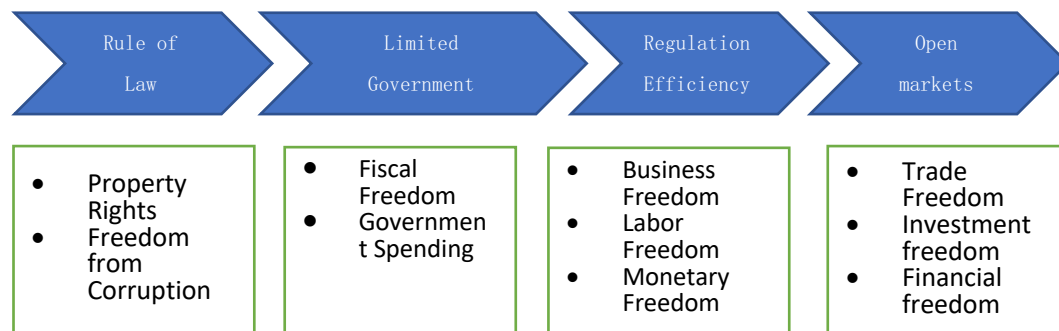 Rule of
Law
Limited
Government
Regulation
Efficiency
Open
markets
• Property
Rights
• Freedom
from
Corruption
• Fiscal
Freedom
• Governmen
t Spending
• Business
Freedom
• Labor
Freedom
• Monetary
Freedom
• Trade
Freedom
• Investment
freedom
• Financial
freedom